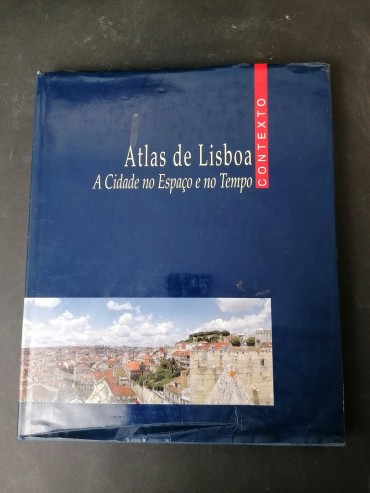 Atlas de Lisboa
A Cidade no Espaço e no Tempo
CONTEXTO